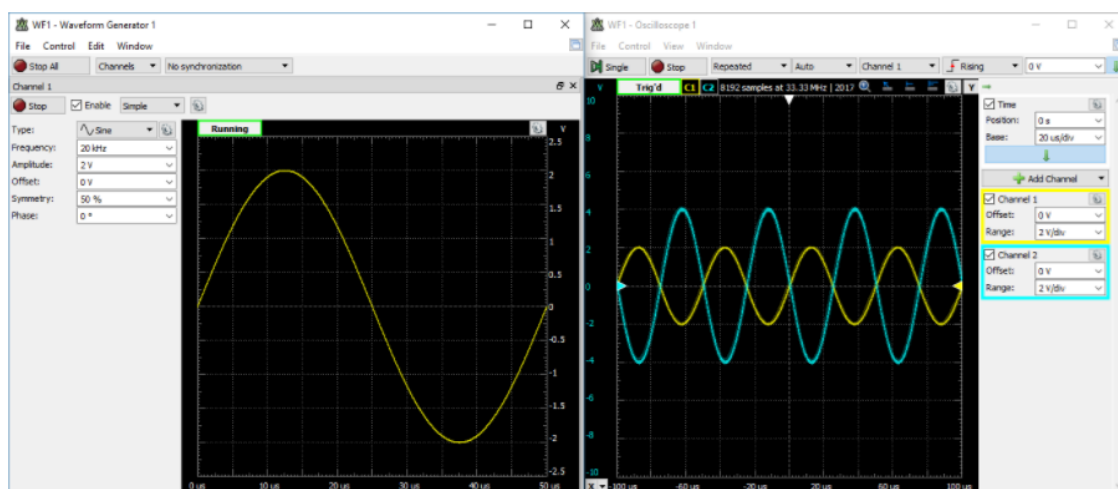 WF1 - Waveform Generator 1
File Control Edit Window
Stop All Channels No synchronization
Channel 1
Stop Enable Simple
Type: Sine
Frequency: 20 kHz
Amplitude: 2 V
Offset: 0 V
Symmetry: 50 %
Phase: 0 °
Running
V
2.5
2
1.5
1
0.5
0
-0.5
-1
-1.5
-2
-2.5
0 us 10 us 20 us 30 us 40 us 50 us
WF1 - Oscilloscope 1
File Control View Window
Single Stop Repeated Auto Channel 1 Rising 0 V
V Trig'd C1 C2 8192 samples at 33.33 MHz | 2017 Y
10
8
6
4
2
0
-2
-4
-6
-8
-10
X -100 us -60 us -20 us 20 us 60 us 100 us
Time
Position: 0 s
Base: 20 us/div
Add Channel
Channel 1
Offset: 0 V
Range: 2 V/div
Channel 2
Offset: 0 V
Range: 2 V/div